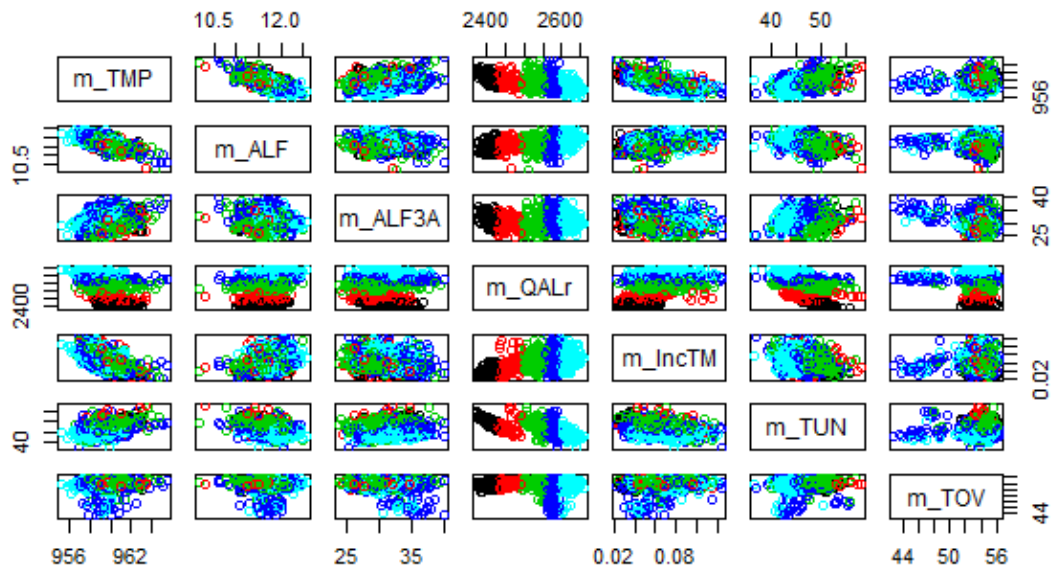 10.5 12.0 2400 2600 40 50
m_TMP 956
10.5 m_ALF
m_ALF3A 25 40
2400 m_QALr
m_IncTM 0.02
40 m_TUN
m_TOV 44
956 962 25 35 0.02 0.08 44 50 56